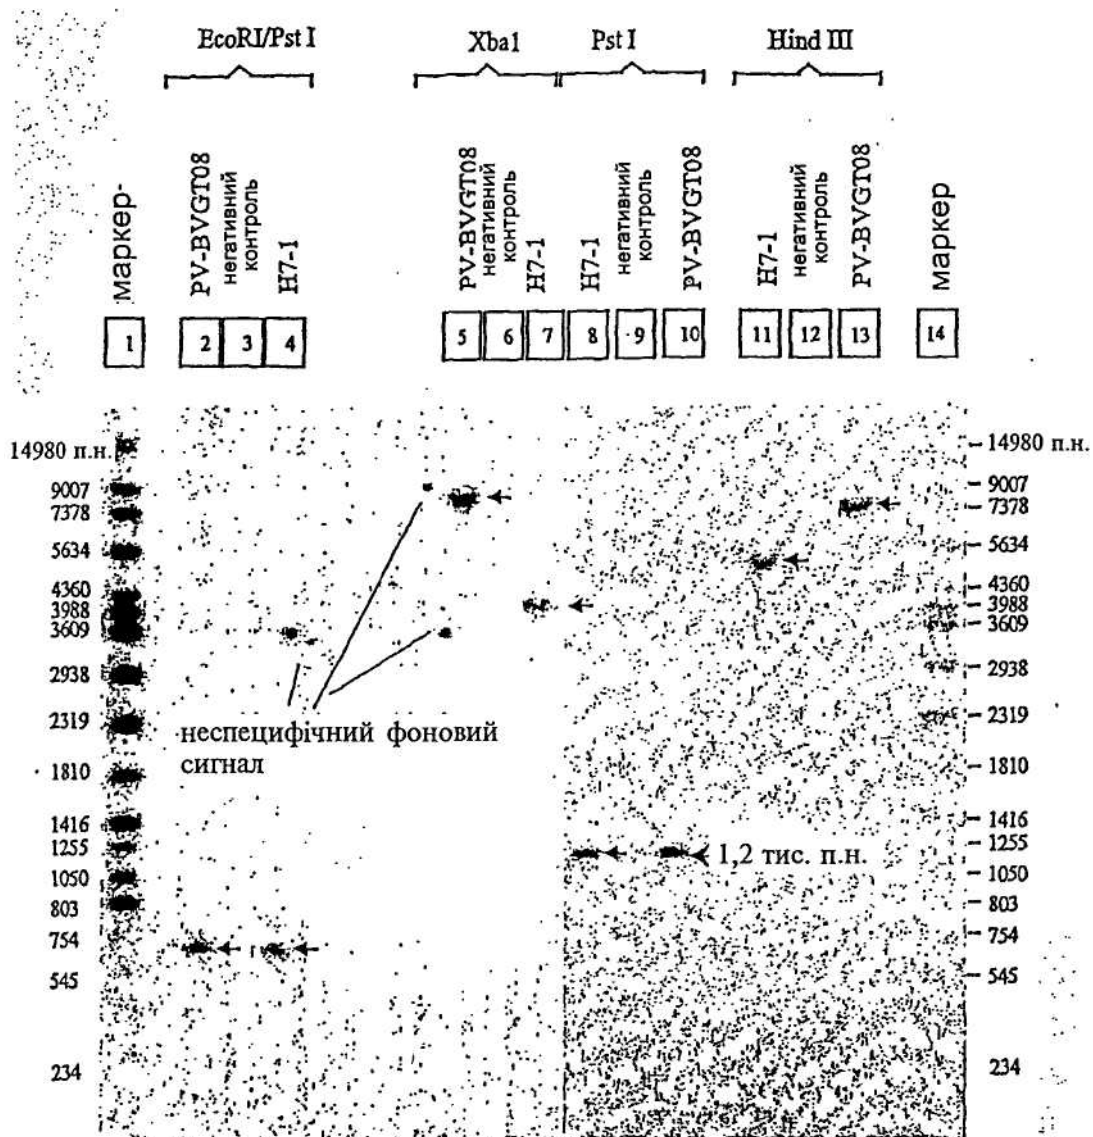 EcoRI/Pst I
Xba1
Pst I
Hind III
маркер-
PV-BVGT08
негативний
контроль
H7-1
PV-BVGT08
негативний
контроль
H7-1
H7-1
негативний
контроль
PV-BVGT08
H7-1
негативний
контроль
PV-BVGT08
маркер
1
2
3
4
5
6
7
8
9
10
11
12
13
14
14980 п.н.
9007
7378
5634
4360
3988
3609
2938
2319
1810
1416
1255
1050
803
754
545
234
неспецифічний фоновий
сигнал
1,2 тис. п.н.
14980 п.н.
9007
7378
5634
4360
3988
3609
2938
2319
1810
1416
1255
1050
803
754
545
234